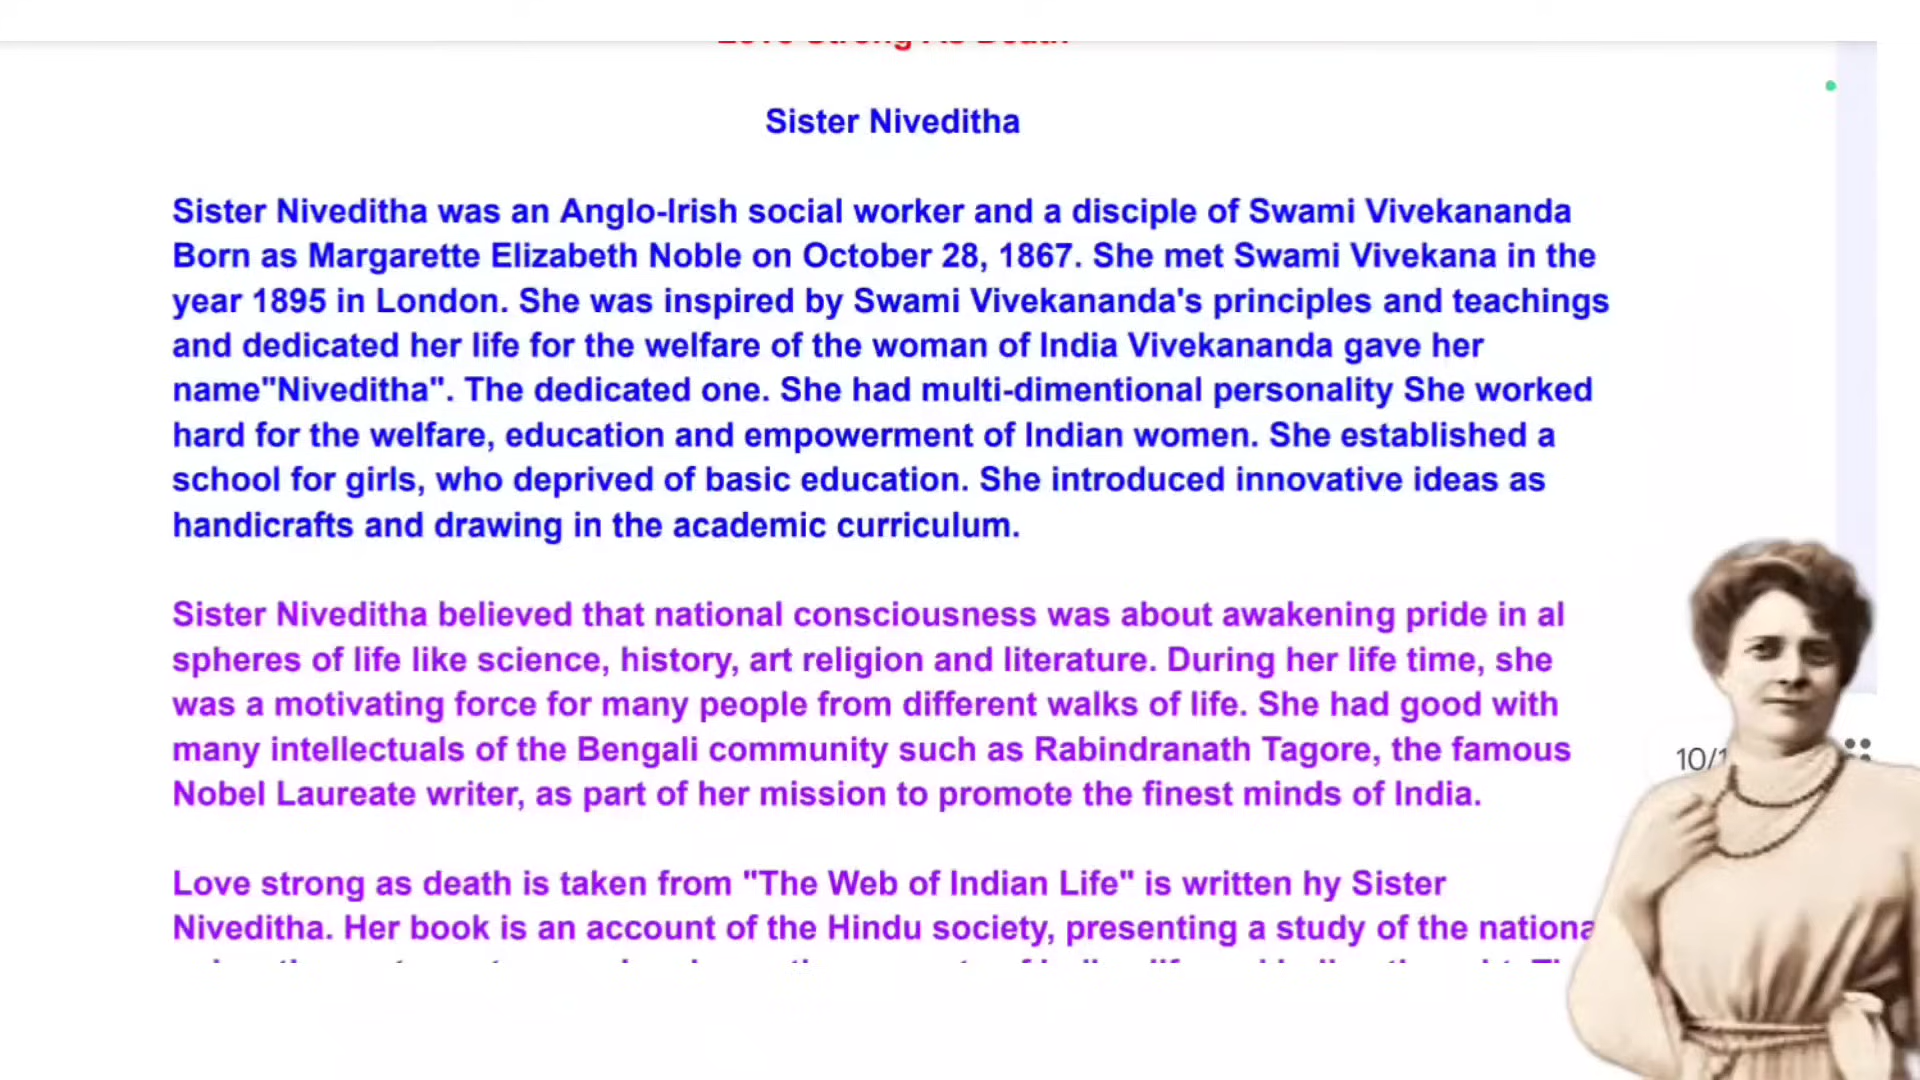 Love Strong As Death
Sister Niveditha
Sister Niveditha was an Anglo-Irish social worker and a disciple of Swami Vivekananda
Born as Margarette Elizabeth Noble on October 28, 1867. She met Swami Vivekana in the
year 1895 in London. She was inspired by Swami Vivekananda's principles and teachings
and dedicated her life for the welfare of the woman of India Vivekananda gave her
name"Niveditha". The dedicated one. She had multi-dimentional personality She worked
hard for the welfare, education and empowerment of Indian women. She established a
school for girls, who deprived of basic education. She introduced innovative ideas as
handicrafts and drawing in the academic curriculum.
Sister Niveditha believed that national consciousness was about awakening pride in al
spheres of life like science, history, art religion and literature. During her life time, she
was a motivating force for many people from different walks of life. She had good with
many intellectuals of the Bengali community such as Rabindranath Tagore, the famous
Nobel Laureate writer, as part of her mission to promote the finest minds of India.
Love strong as death is taken from "The Web of Indian Life" is written hy Sister
Niveditha. Her book is an account of the Hindu society, presenting a study of the nationa
10/1